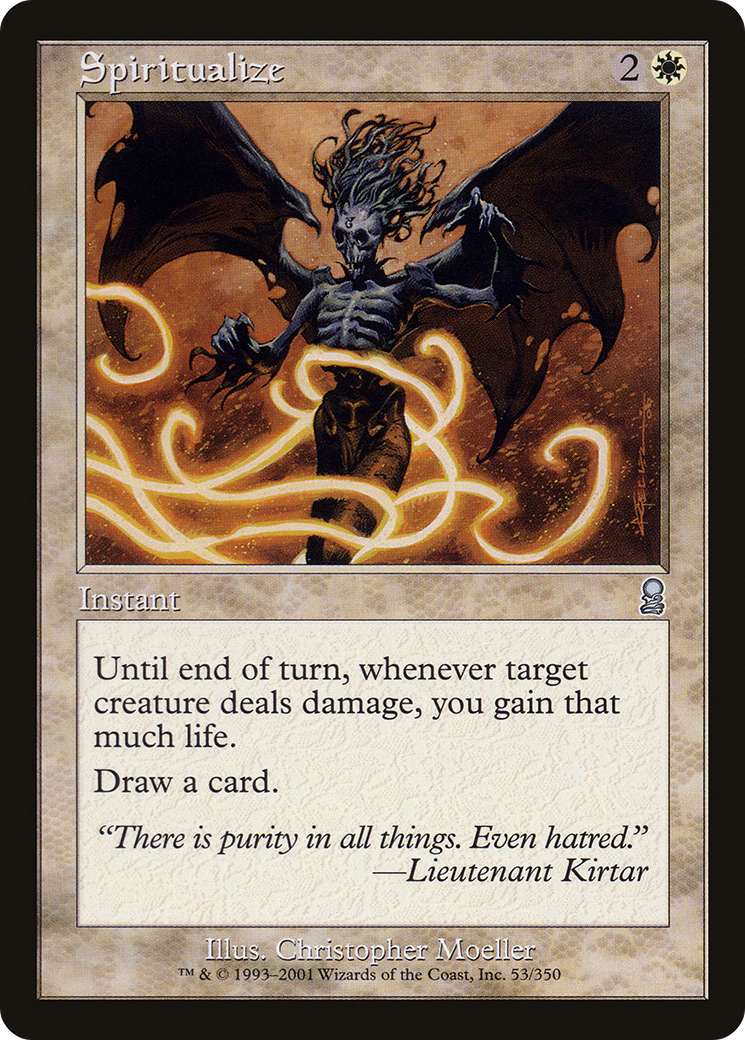 Spiritualize 2
Instant
Until end of turn, whenever target
creature deals damage, you gain that
much life.
Draw a card.
“There is purity in all things. Even hatred.”
—Lieutenant Kirtar
Illus. Christopher Moeller
™ & © 1993–2001 Wizards of the Coast, Inc. 53/350